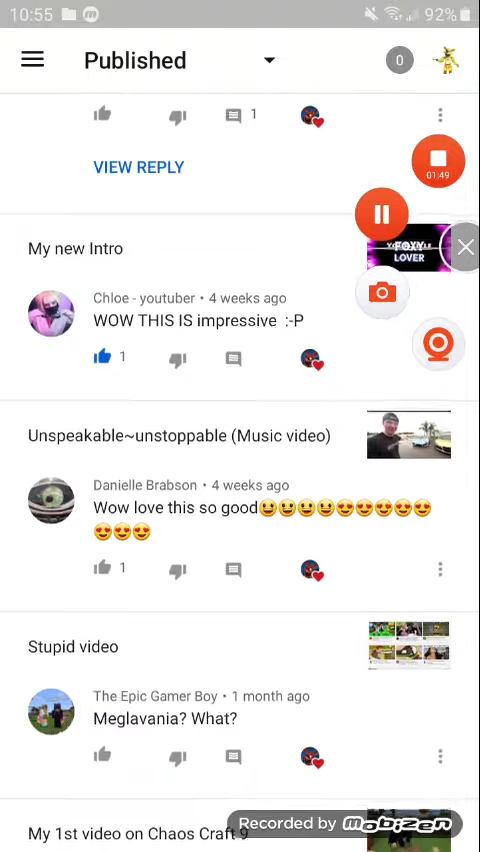 10:55
92%
Published
0
1
VIEW REPLY
01:49
My new Intro
FOXY
LOVER
Chloe - youtuber • 4 weeks ago
WOW THIS IS impressive :-P
1
Unspeakable~unstoppable (Music video)
Danielle Brabson • 4 weeks ago
Wow love this so good😃😃😃😃😍😍😍😍😍
😍😍😍
1
Stupid video
The Epic Gamer Boy • 1 month ago
Meglavania? What?
My 1st video on Chaos Craft 9
Recorded by Mobizen